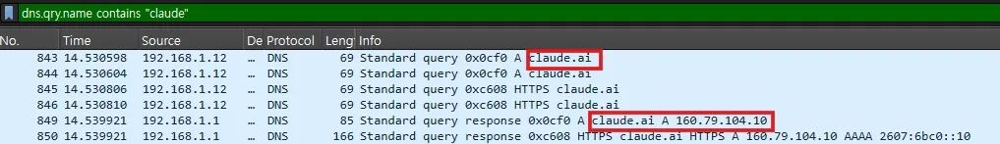 dns.qry.name contains "claude"
No. Time Source De Protocol Leng Info
843 14.530598 192.168.1.12 … DNS 69 Standard query 0x0cf0 A claude.ai
844 14.530604 192.168.1.12 … DNS 69 Standard query 0x0cf0 A claude.ai
845 14.530806 192.168.1.12 … DNS 69 Standard query 0xc608 HTTPS claude.ai
846 14.530810 192.168.1.12 … DNS 69 Standard query 0xc608 HTTPS claude.ai
849 14.539921 192.168.1.1 … DNS 85 Standard query response 0x0cf0 A claude.ai A 160.79.104.10
850 14.539921 192.168.1.1 … DNS 166 Standard query response 0xc608 HTTPS claude.ai HTTPS A 160.79.104.10 AAAA 2607:6bc0::10